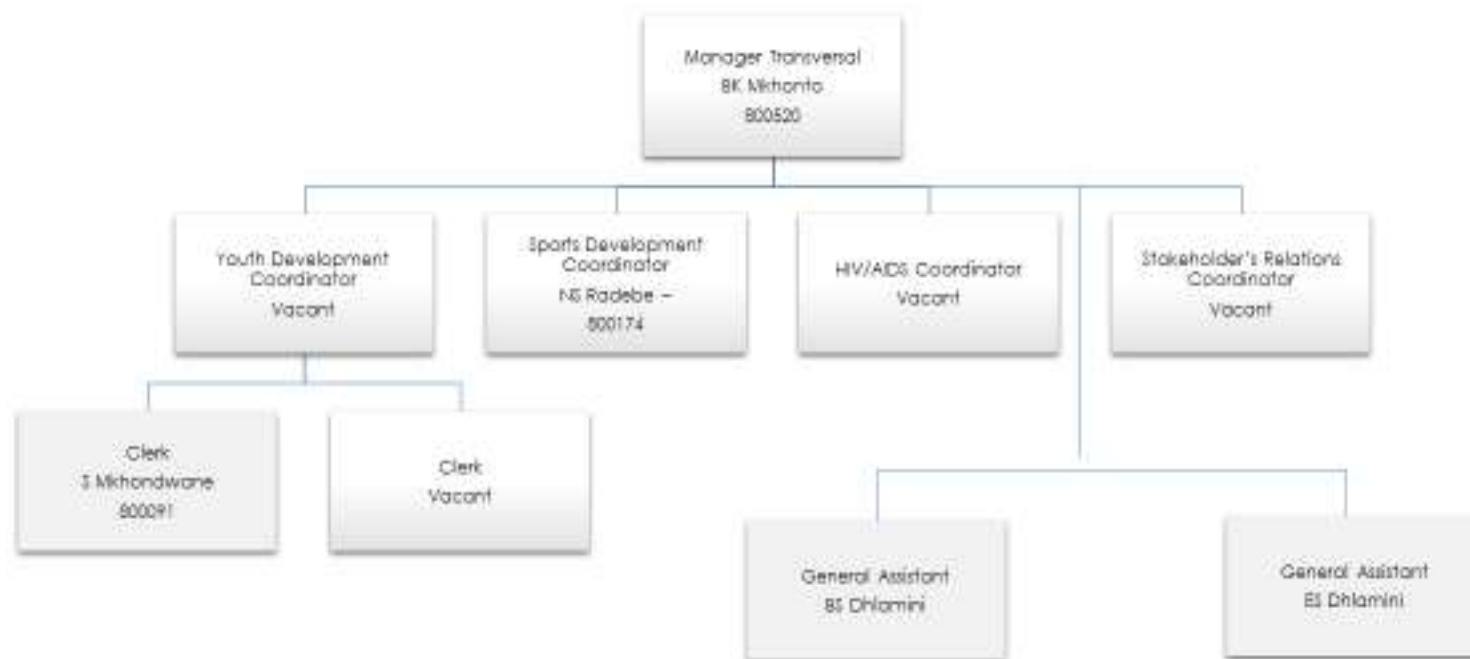 Manager Transversal
BK Mkhonto
800520
Youth Development
Coordinator
Vacant
Sports Development
Coordinator
NS Radebe –
800174
HIV/AIDS Coordinator
Vacant
Stakeholder's Relations
Coordinator
Vacant
Clerk
S Mkhondwane
800091
Clerk
Vacant
General Assistant
BS Dhlamini
General Assistant
ES Dhlamini